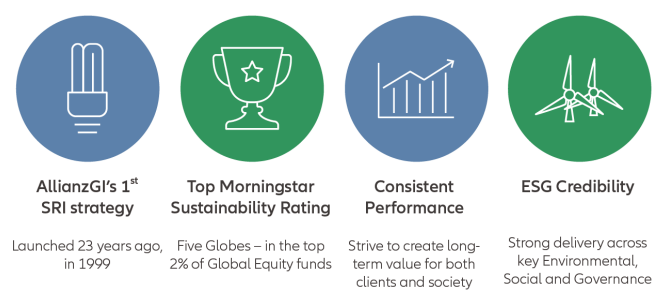 AllianzGI's 1st
SRI strategy
Launched 23 years ago,
in 1999
Top Morningstar
Sustainability Rating
Five Globes – in the top
2% of Global Equity funds
Consistent
Performance
Strive to create long-
term value for both
clients and society
ESG Credibility
Strong delivery across
key Environmental,
Social and Governance